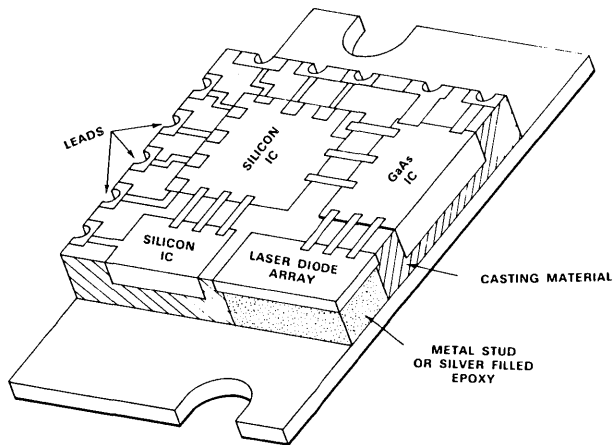 LEADS
SILICON
IC
GaAs
IC
SILICON
IC
LASER DIODE
ARRAY
CASTING MATERIAL
METAL STUD
OR SILVER FILLED
EPOXY